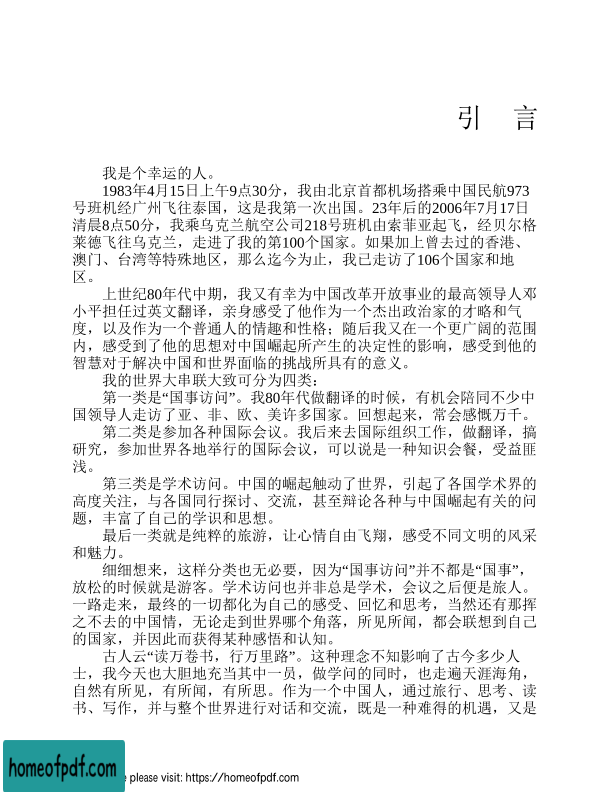 引 言
我是个幸运的人。
1983年4月15日上午9点30分，我由北京首都机场搭乘中国民航973
号班机经广州飞往泰国，这是我第一次出国。23年后的2006年7月17日
清晨8点50分，我乘乌克兰航空公司218号班机由索菲亚起飞，经贝尔格
莱德飞往乌克兰，走进了我的第100个国家。如果加上曾去过的香港、
澳门、台湾等特殊地区，那么迄今为止，我已走访了106个国家和地
区。
上世纪80年代中期，我又有幸为中国改革开放事业的最高领导人邓
小平担任过英文翻译，亲身感受了他作为一个杰出政治家的才略和气
度，以及作为一个普通人的情趣和性格；随后我又在一个更广阔的范围
内，感受到了他的思想对中国崛起所产生的决定性的影响，感受到他的
智慧对于解决中国和世界面临的挑战所具有的意义。
我的世界大串联大致可分为四类：
第一类是“国事访问”。我80年代做翻译的时候，有机会陪同不少中
国领导人走访了亚、非、欧、美许多国家。回想起来，常会感慨万千。
第二类是参加各种国际会议。我后来去国际组织工作，做翻译，搞
研究，参加世界各地举行的国际会议，可以说是一种知识会餐，受益匪
浅。
第三类是学术访问。中国的崛起触动了世界，引起了各国学术界的
高度关注，与各国同行探讨、交流，甚至辩论各种与中国崛起有关的问
题，丰富了自己的学识和思想。
最后一类就是纯粹的旅游，让心情自由飞翔，感受不同文明的风采
和魅力。
细细想来，这样分类也无必要，因为“国事访问”并不都是“国事”，
放松的时候就是游客。学术访问也并非总是学术，会议之后便是旅人。
一路走来，最终的一切都化为自己的感受、回忆和思考，当然还有那挥
之不去的中国情，无论走到世界哪个角落，所见所闻，都会联想到自己
的国家，并因此而获得某种感悟和认知。
古人云“读万卷书，行万里路”。这种理念不知影响了古今多少人
士，我今天也大胆地充当其中一员，做学问的同时，也走遍天涯海角，
自然有所见，有所闻，有所思。作为一个中国人，通过旅行、思考、读
书、写作，并与整个世界进行对话和交流，既是一种难得的机遇，又是
homeofpdf.com
e please visit: https://homeofpdf.com